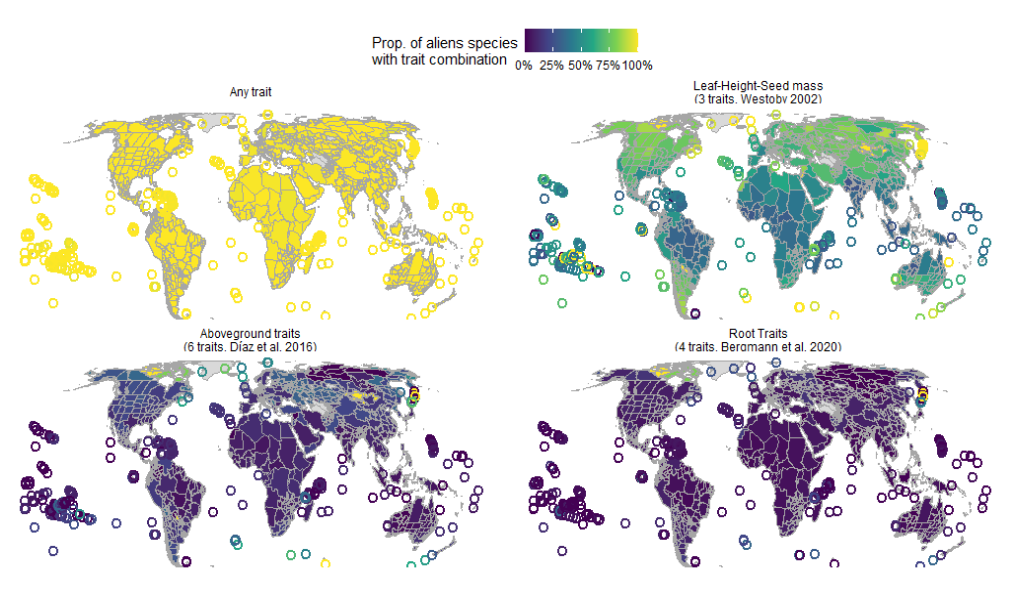 Prop. of aliens species
with trait combination
0% 25% 50% 75% 100%
Any trait
Leaf-Height-Seed mass
(3 traits, Westoby 2002)
Aboveground traits
(6 traits, Díaz et al. 2016)
Root Traits
(4 traits, Bergmann et al. 2020)